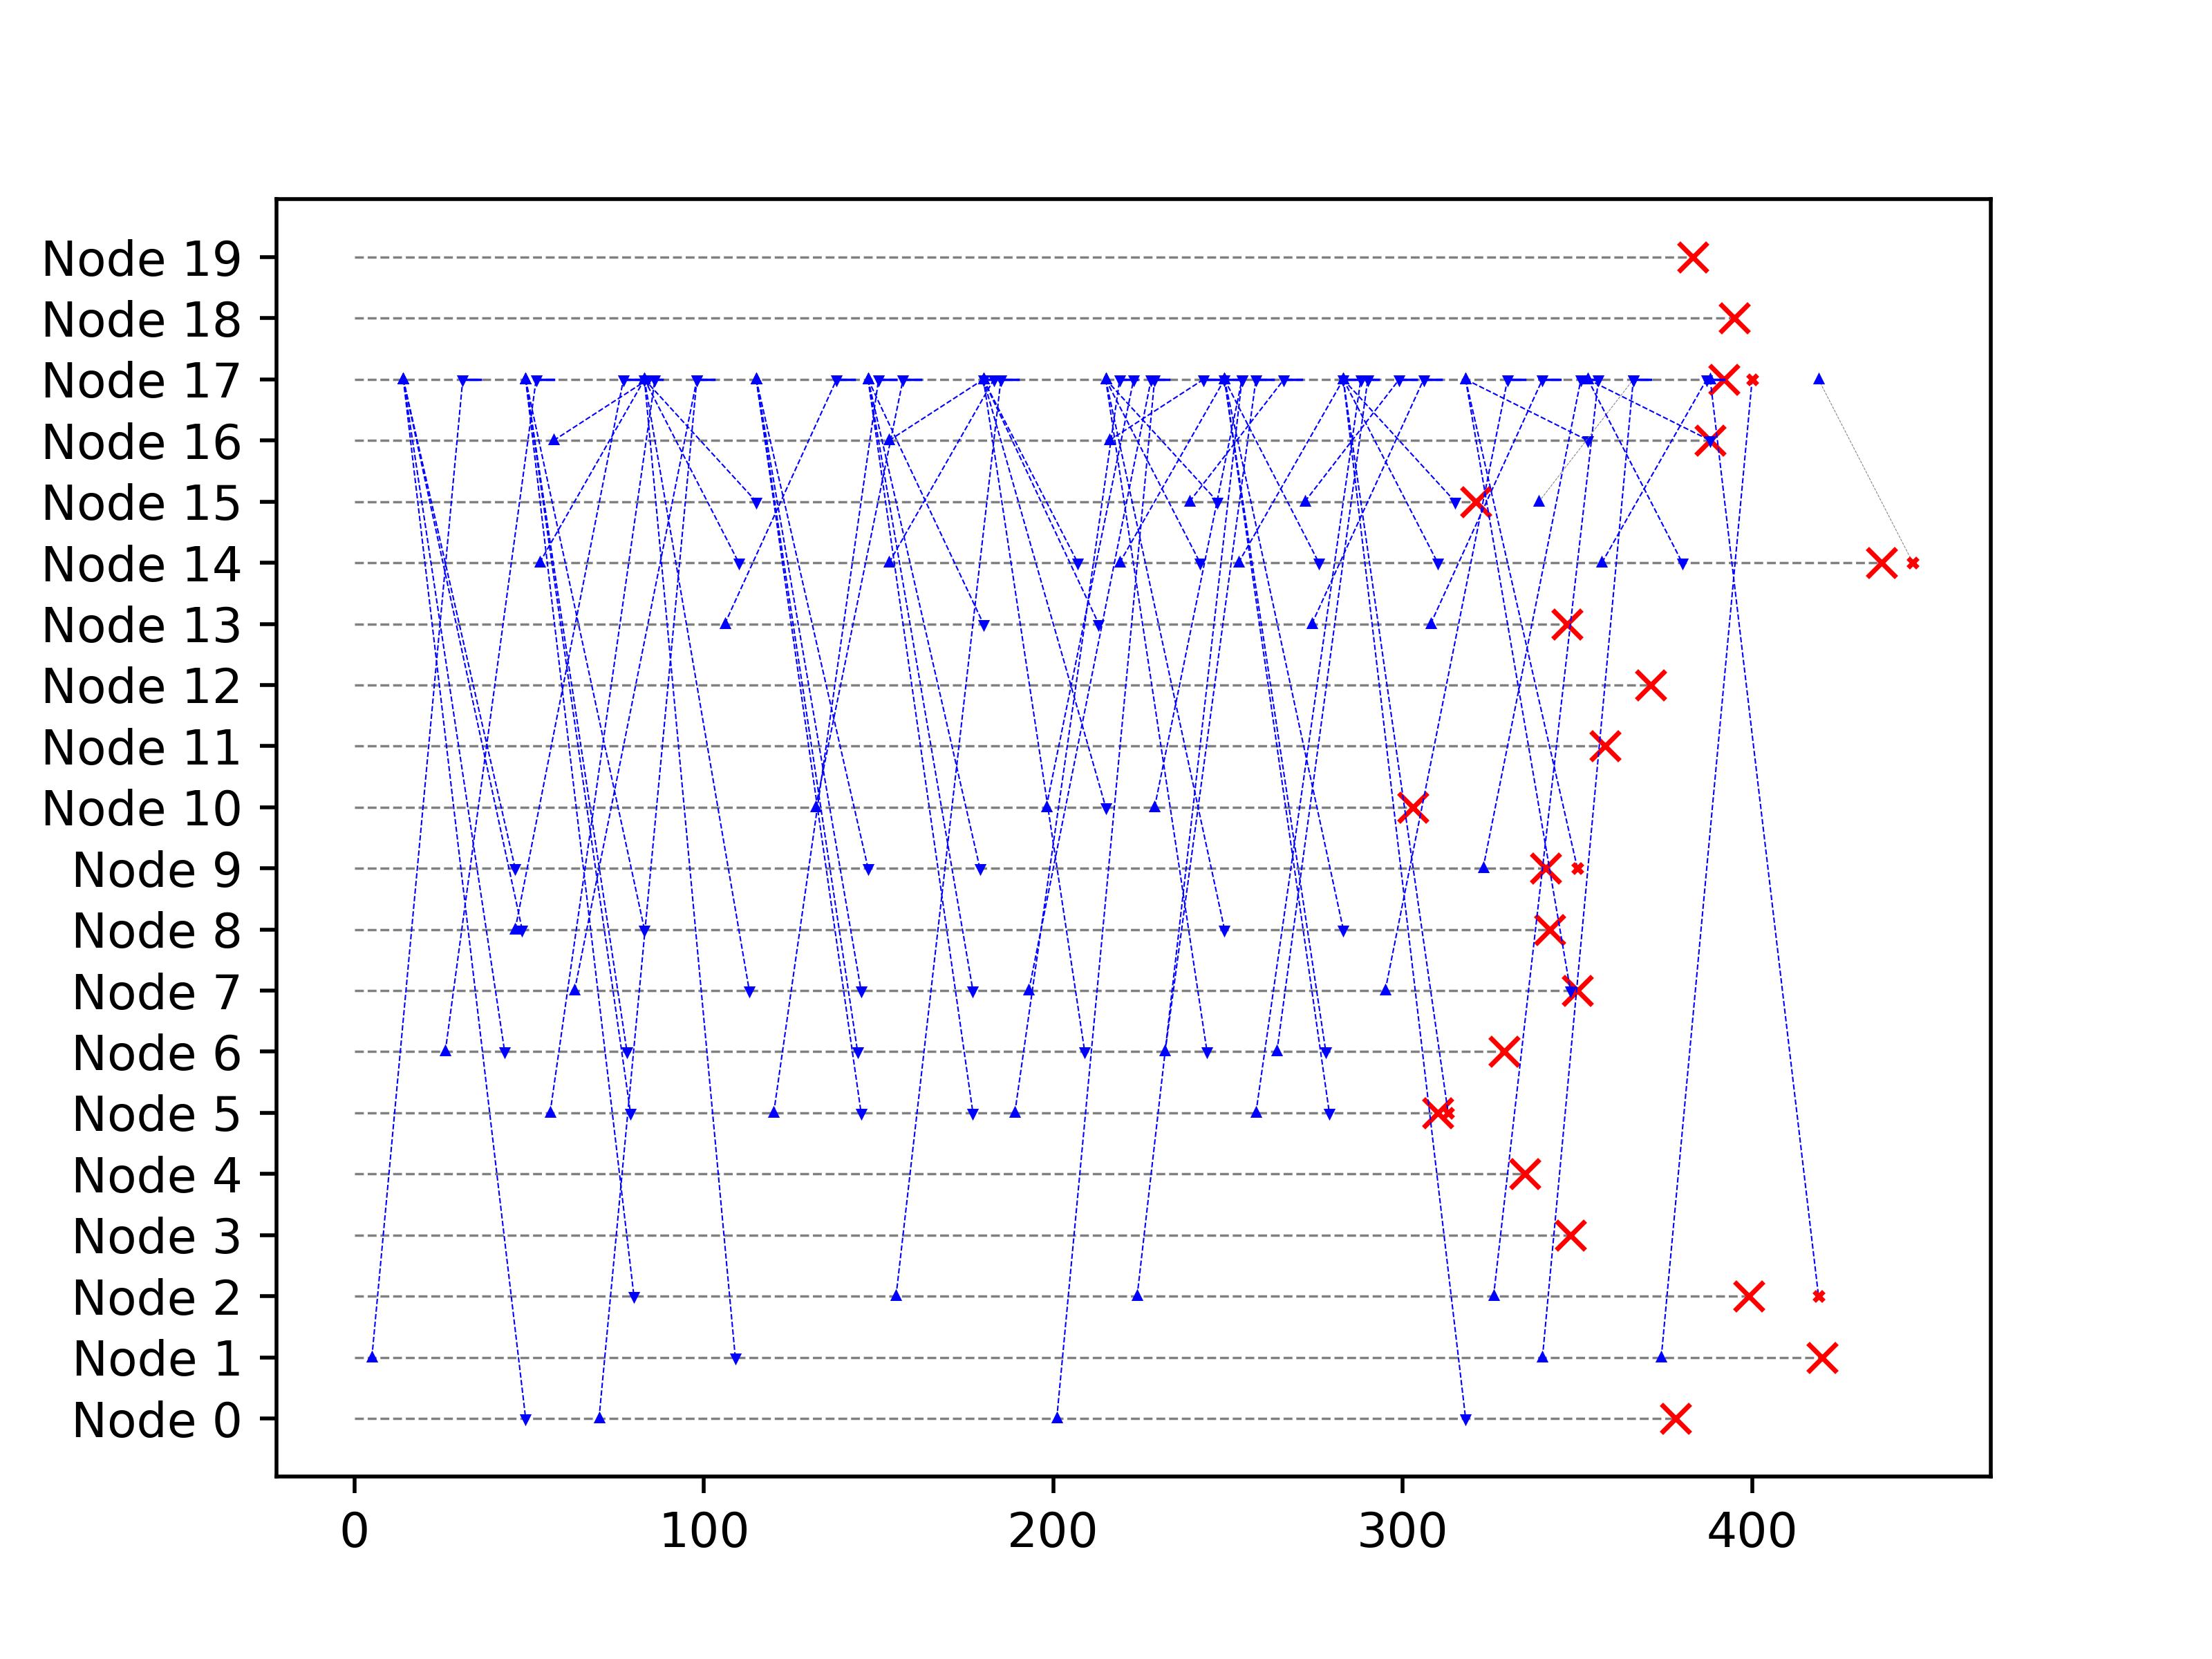 Node 19
Node 18
Node 17
Node 16
Node 15
Node 14
Node 13
Node 12
Node 11
Node 10
Node 9
Node 8
Node 7
Node 6
Node 5
Node 4
Node 3
Node 2
Node 1
Node 0
0 100 200 300 400